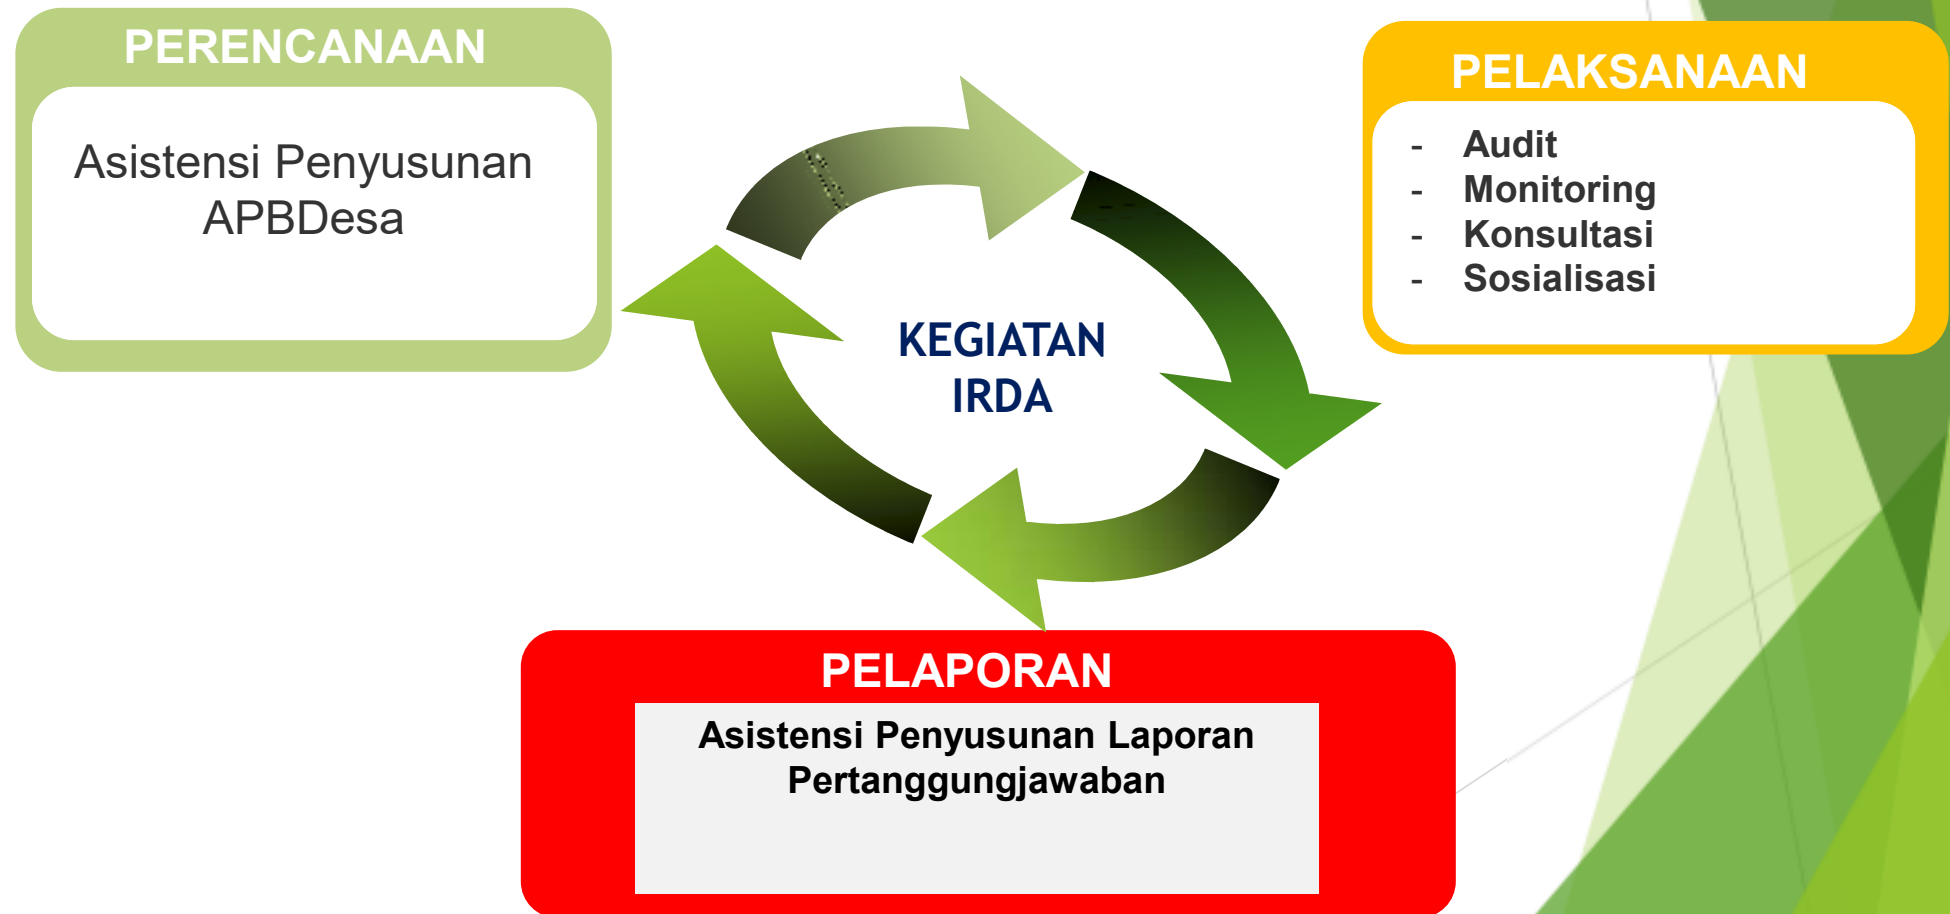 PERENCANAAN
Asistensi Penyusunan
APBDesa
PELAKSANAAN
- Audit
- Monitoring
- Konsultasi
- Sosialisasi
KEGIATAN
IRDA
PELAPORAN
Asistensi Penyusunan Laporan
Pertanggungjawaban